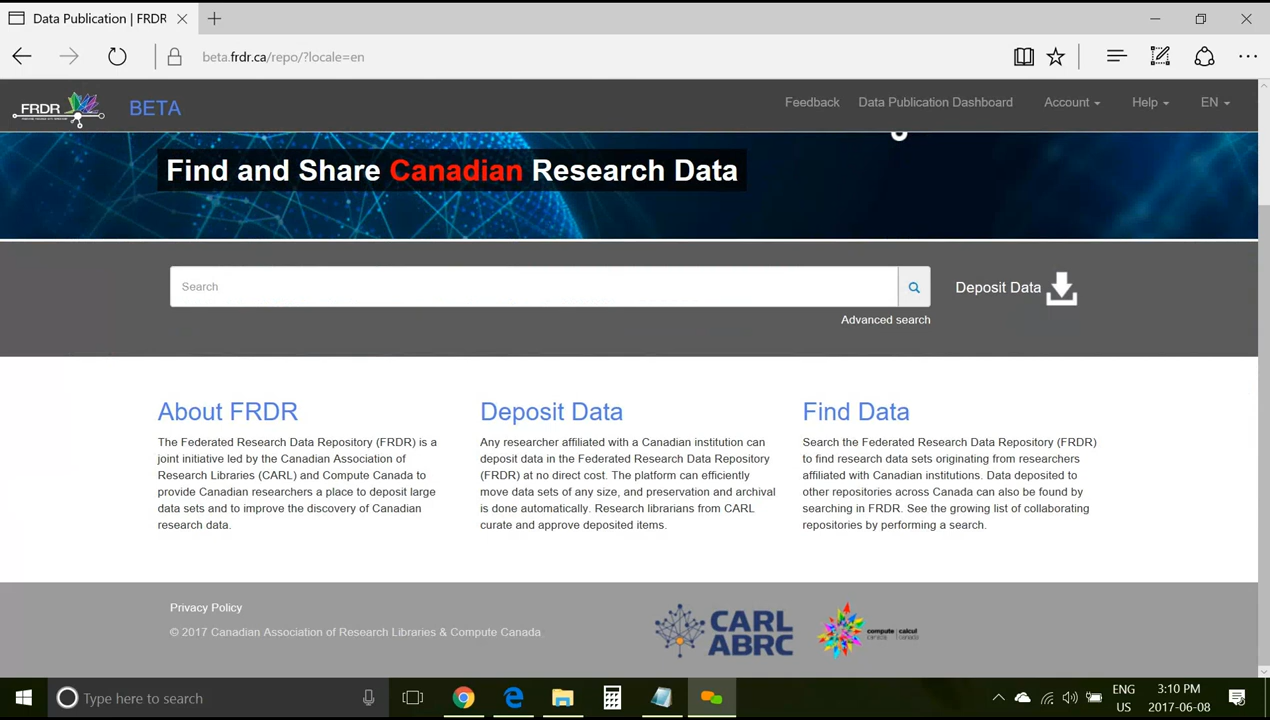 Data Publication | FRDR
beta.frdr.ca/repo/?locale=en
FRDR
BETA
Feedback
Data Publication Dashboard
Account
Help
EN
Find and Share Canadian Research Data
Search
Deposit Data
Advanced search
About FRDR
The Federated Research Data Repository (FRDR) is a
joint initiative led by the Canadian Association of
Research Libraries (CARL) and Compute Canada to
provide Canadian researchers a place to deposit large
data sets and to improve the discovery of Canadian
research data.
Deposit Data
Any researcher affiliated with a Canadian institution can
deposit data in the Federated Research Data Repository
(FRDR) at no direct cost. The platform can efficiently
move data sets of any size, and preservation and archival
is done automatically. Research librarians from CARL
curate and approve deposited items.
Find Data
Search the Federated Research Data Repository (FRDR)
to find research data sets originating from researchers
affiliated with Canadian institutions. Data deposited to
other repositories across Canada can also be found by
searching in FRDR. See the growing list of collaborating
repositories by performing a search.
Privacy Policy
© 2017 Canadian Association of Research Libraries & Compute Canada
CARL
ABRC
compute | calcul
canada | canada
Type here to search
ENG
US
3:10 PM
2017-06-08